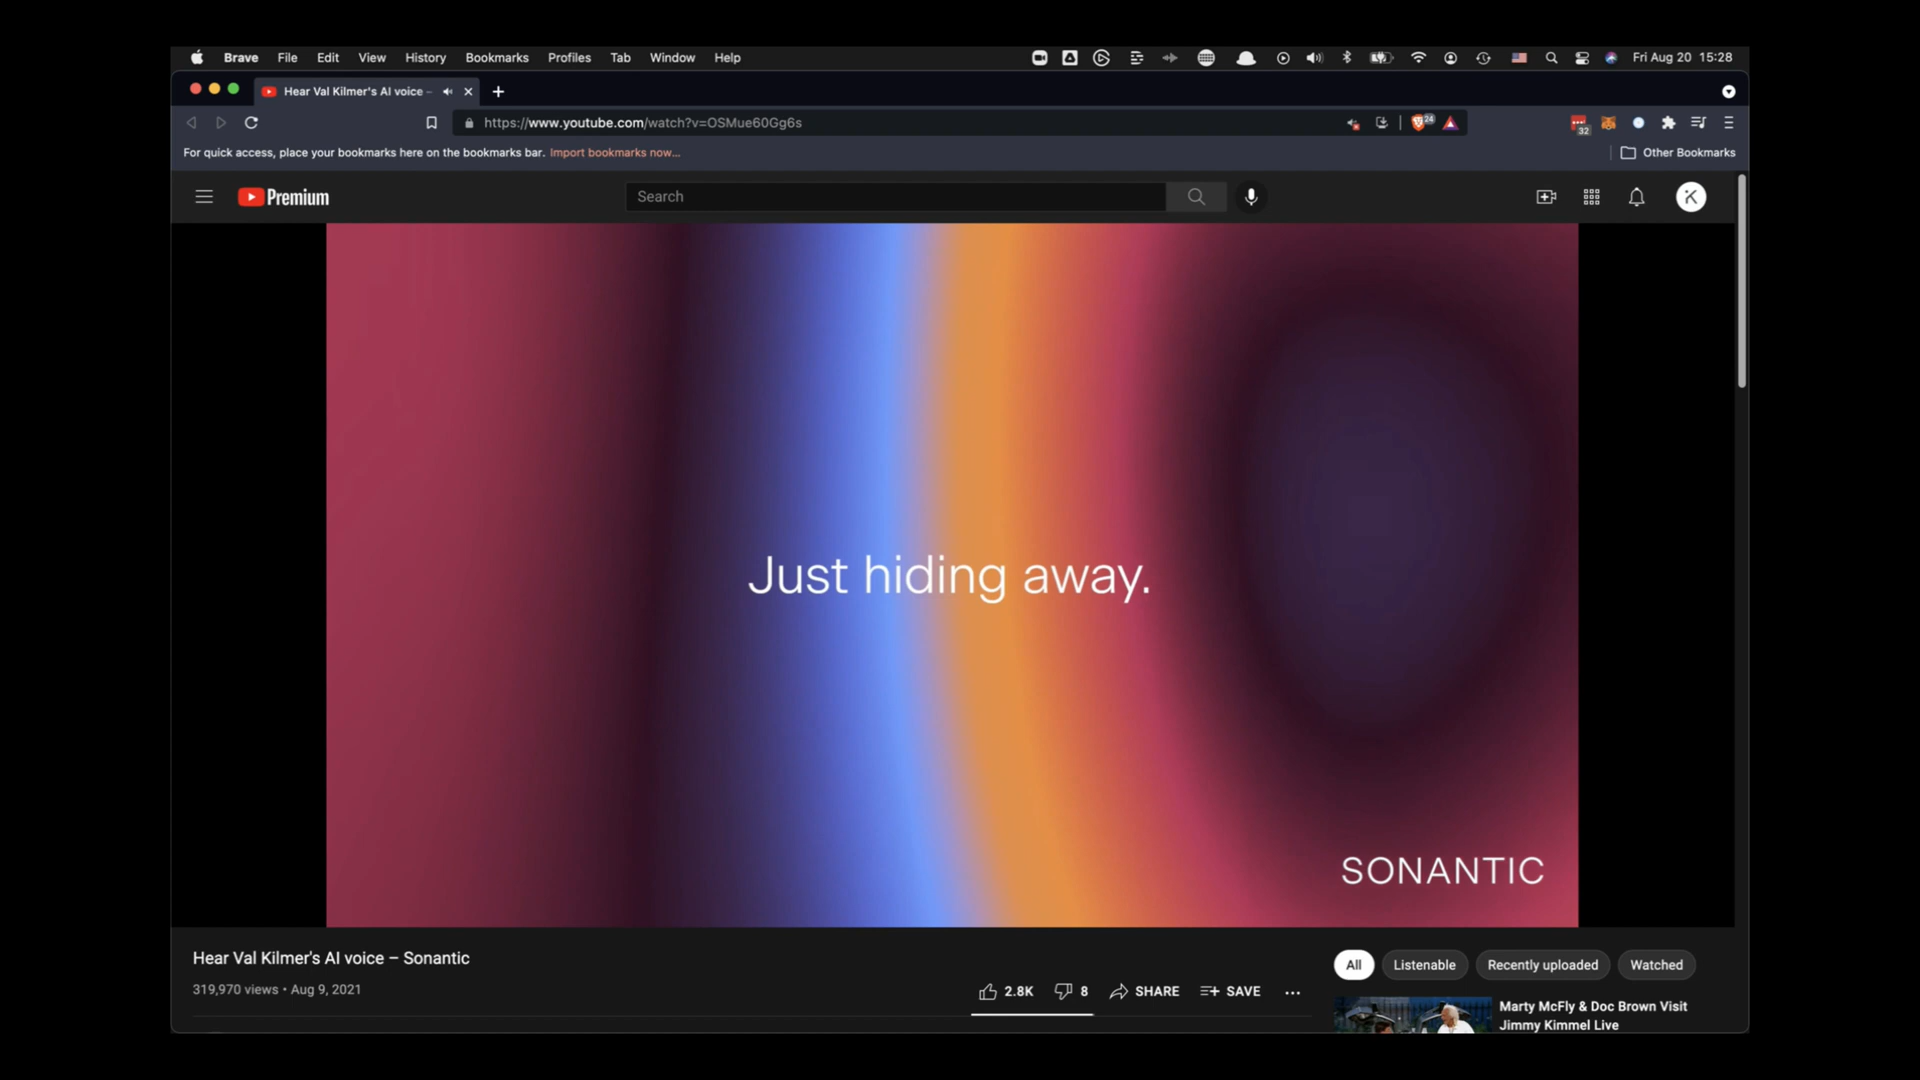 Brave File Edit View History Bookmarks Profiles Tab Window Help Fri Aug 20 15:28
Hear Val Kilmer's AI voice –
https://www.youtube.com/watch?v=OSMue60Gg6s 24 32
For quick access, place your bookmarks here on the bookmarks bar. Import bookmarks now... Other Bookmarks
Premium Search K
Just hiding away.
SONANTIC
Hear Val Kilmer's AI voice – Sonantic
319,970 views • Aug 9, 2021
2.8K 8 SHARE SAVE
All Listenable Recently uploaded Watched
Marty McFly & Doc Brown Visit
Jimmy Kimmel Live